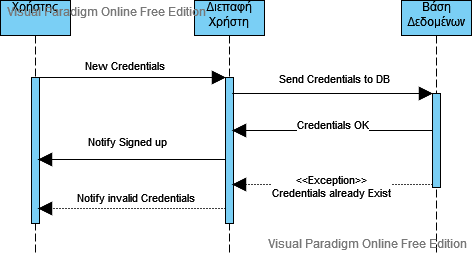 Χρήστης
Διεπαφή
Χρήστη
Βάση
Δεδομένων
Visual Paradigm Online Free Edition
New Credentials
Send Credentials to DB
Credentials OK
Notify Signed up
<<Exception>>
Credentials already Exist
Notify invalid Credentials
Visual Paradigm Online Free Edition